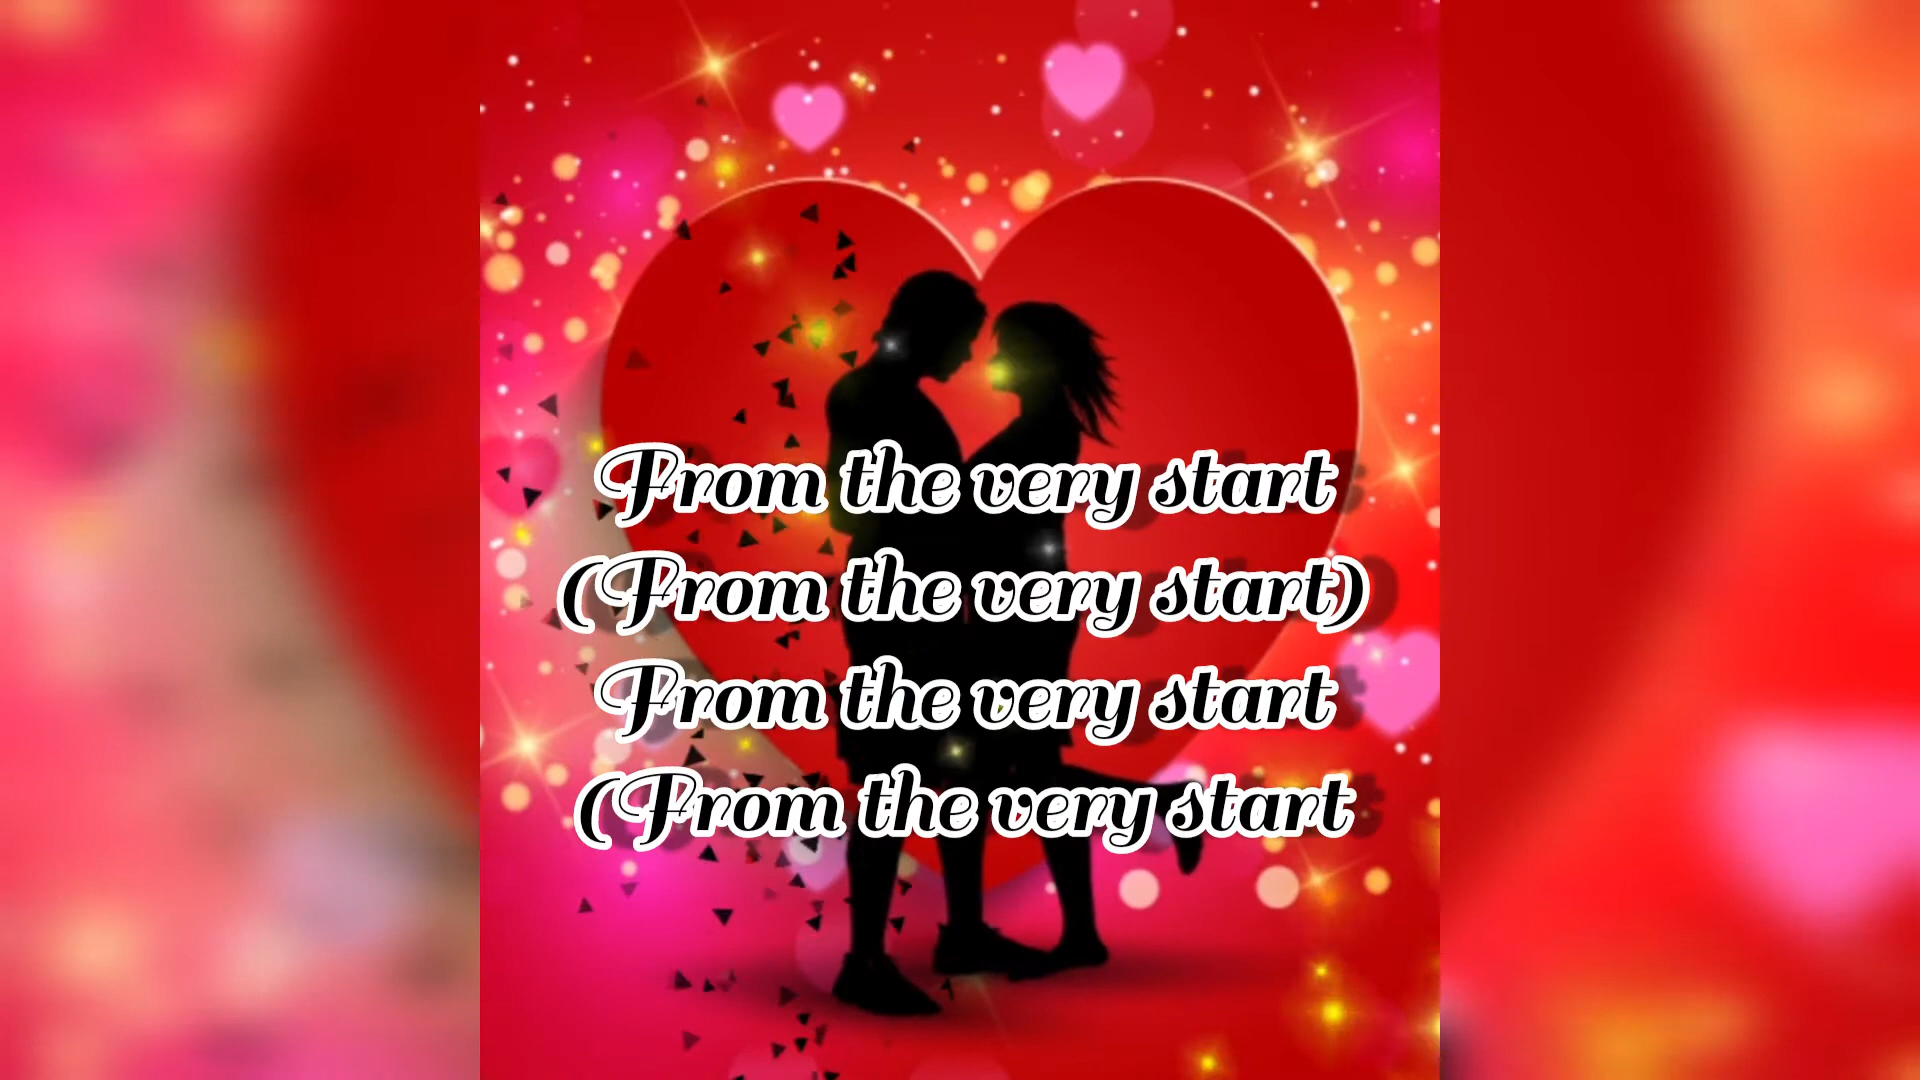 From the very start
(From the very start)
From the very start
(From the very start